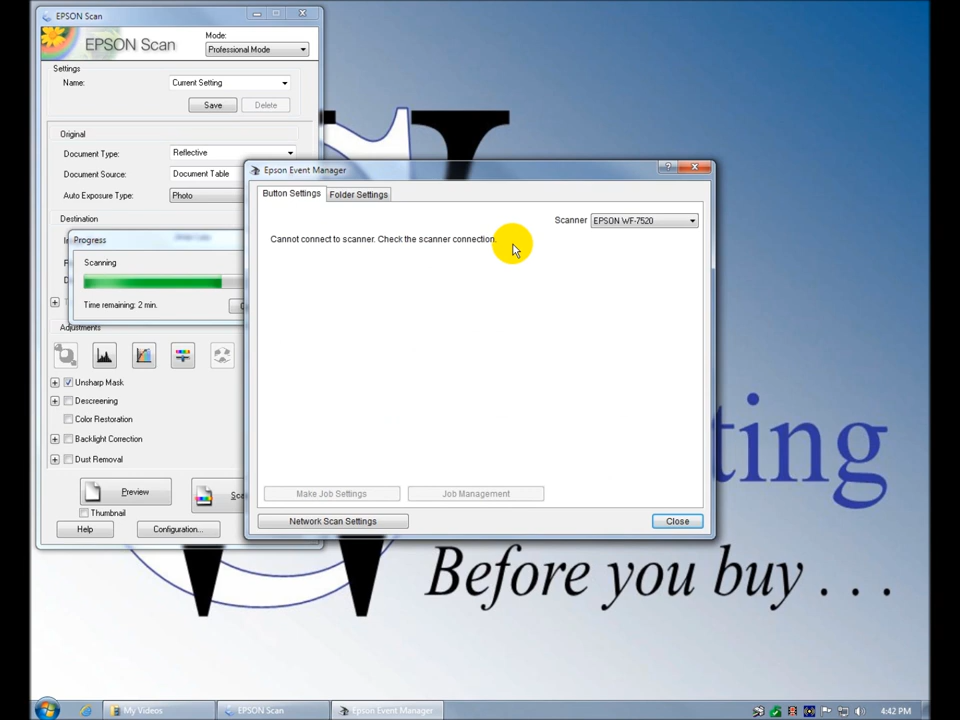 EPSON Scan
EPSON Scan
Mode:
Professional Mode
Settings
Name:
Current Setting
Save
Delete
Original
Document Type:
Reflective
Document Source:
Document Table
Auto Exposure Type:
Photo
Destination
Progress
Scanning
Time remaining: 2 min.
Adjustments
Unsharp Mask
Descreening
Color Restoration
Backlight Correction
Dust Removal
Preview
Thumbnail
Help
Configuration...
Epson Event Manager
Button Settings
Folder Settings
Scanner
EPSON WF-7520
Cannot connect to scanner. Check the scanner connection.
Make Job Settings
Job Management
Network Scan Settings
Close
ting
Before you buy . . .
My Videos
EPSON Scan
Epson Event Manager
4:42 PM